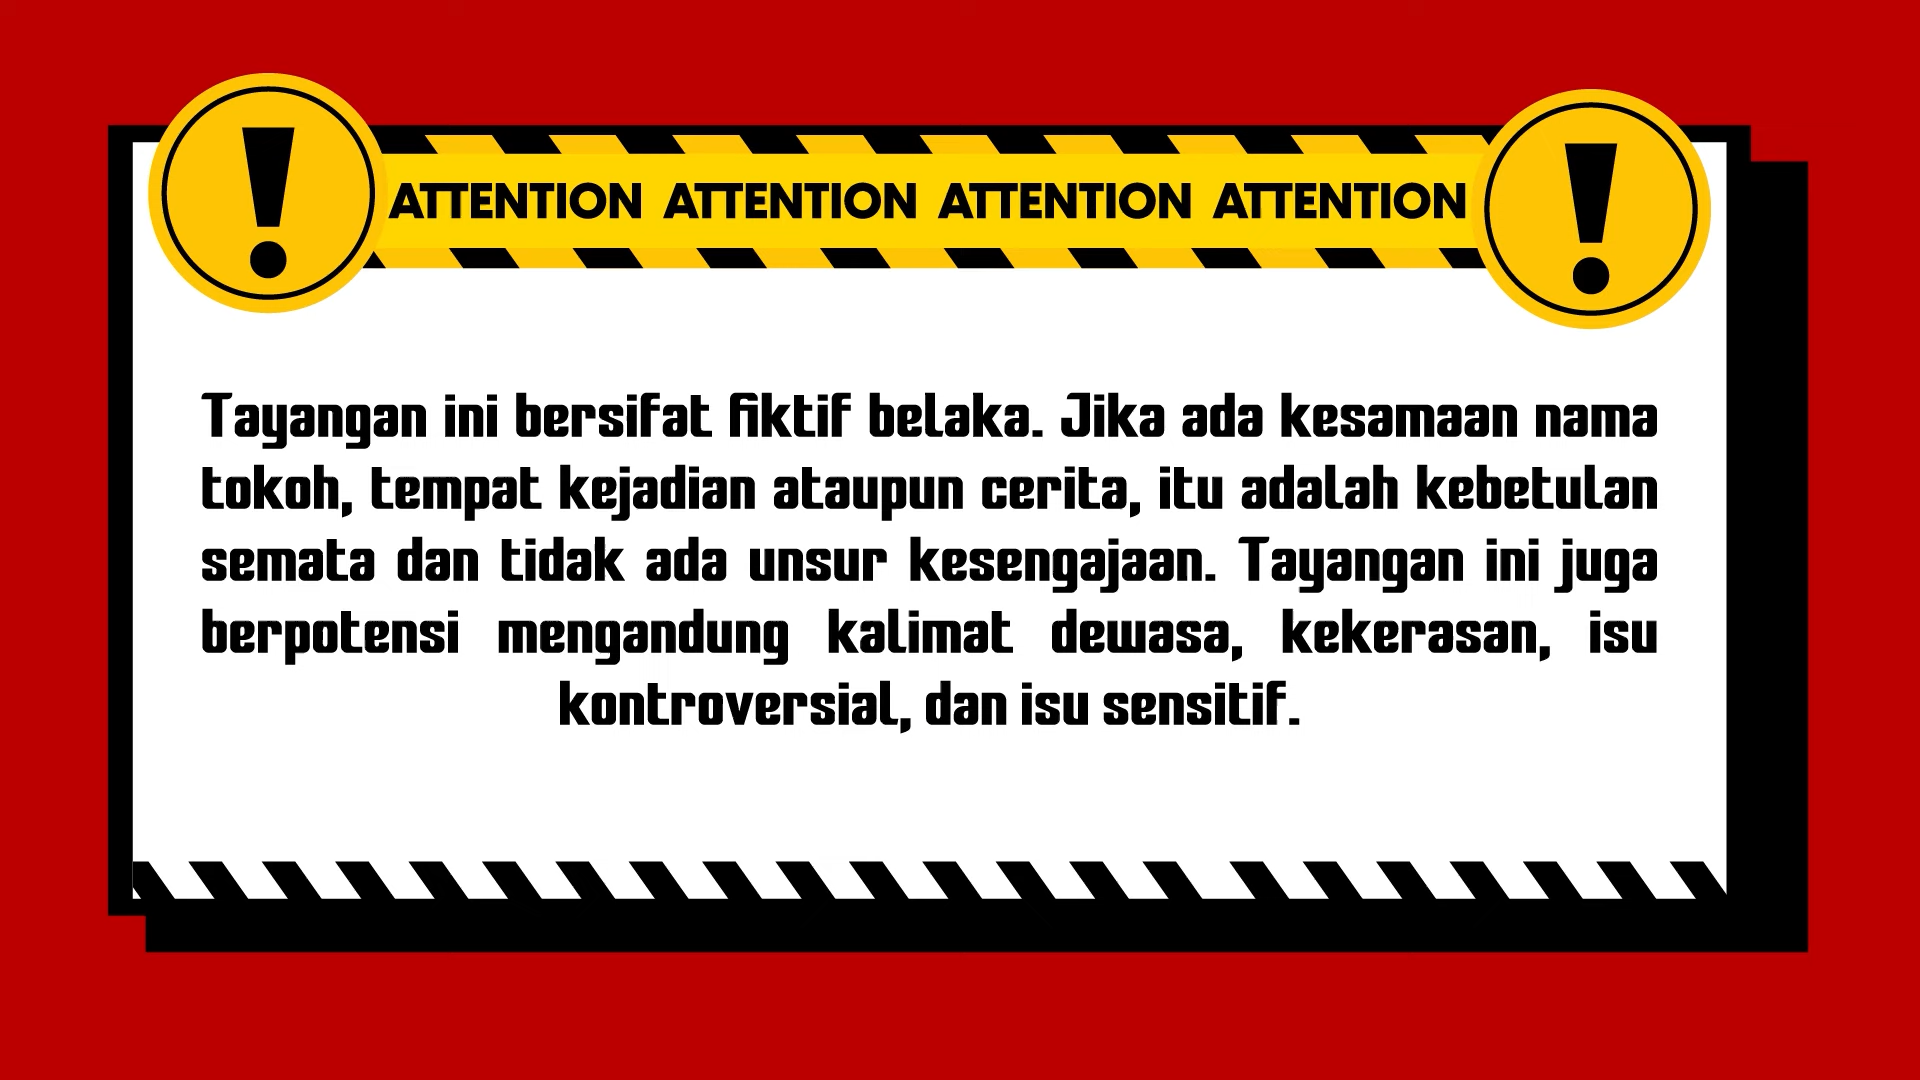 ATTENTION ATTENTION ATTENTION ATTENTION
Tayangan ini bersifat fiktif belaka. Jika ada kesamaan nama
tokoh, tempat kejadian ataupun cerita, itu adalah kebetulan
semata dan tidak ada unsur kesengajaan. Tayangan ini juga
berpotensi mengandung kalimat dewasa, kekerasan, isu
kontroversial, dan isu sensitif.